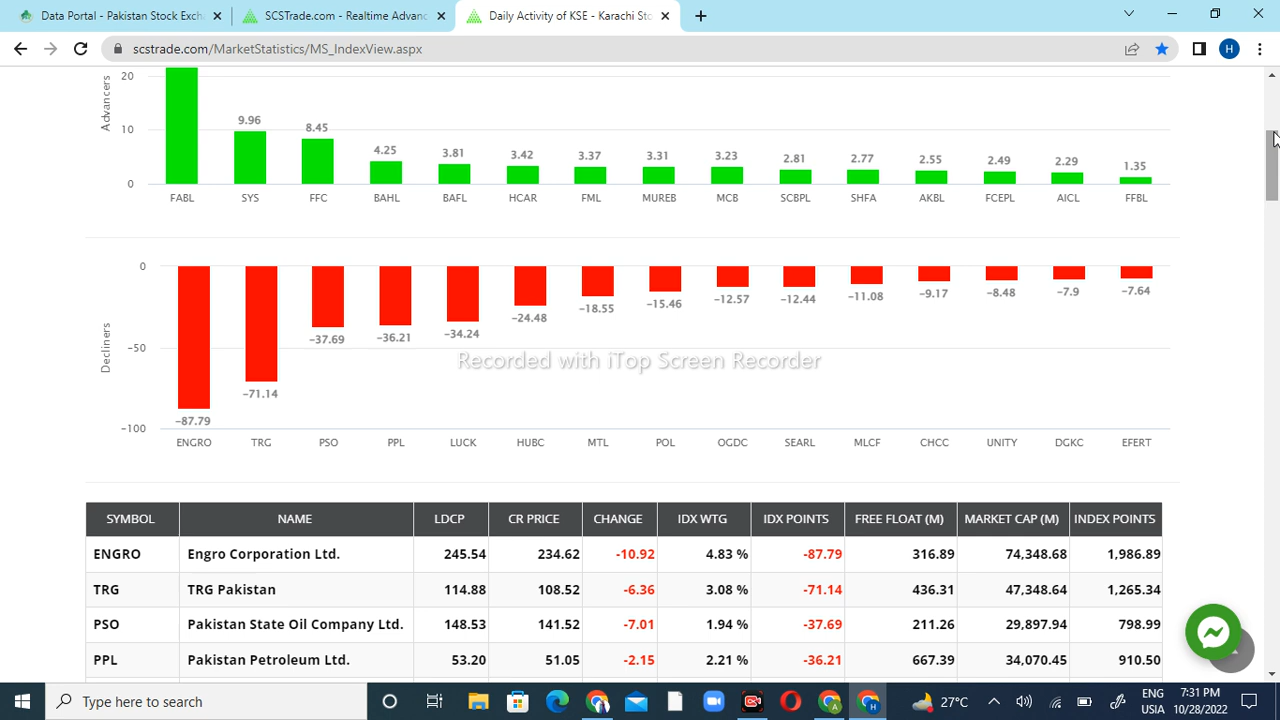 Data Portal - Pakistan Stock Exch
SCSTrade.com - Realtime Advanc
Daily Activity of KSE - Karachi Sto
scstrade.com/MarketStatistics/MS_IndexView.aspx
H
Advancers
20
10
0
9.96
8.45
4.25
3.81
3.42
3.37
3.31
3.23
2.81
2.77
2.55
2.49
2.29
1.35
FABL SYS FFC BAHL BAFL HCAR FML MUREB MCB SCBPL SHFA AKBL FCEPL AICL FFBL
Decliners
0
-50
-100
-87.79
-71.14
-37.69
-36.21
-34.24
-24.48
-18.55
-15.46
-12.57
-12.44
-11.08
-9.17
-8.48
-7.9
-7.64
Recorded with iTop Screen Recorder
ENGRO TRG PSO PPL LUCK HUBC MTL POL OGDC SEARL MLCF CHCC UNITY DGKC EFERT
SYMBOL NAME LDCP CR PRICE CHANGE IDX WTG IDX POINTS FREE FLOAT (M) MARKET CAP (M) INDEX POINTS
ENGRO Engro Corporation Ltd. 245.54 234.62 -10.92 4.83 % -87.79 316.89 74,348.68 1,986.89
TRG TRG Pakistan 114.88 108.52 -6.36 3.08 % -71.14 436.31 47,348.64 1,265.34
PSO Pakistan State Oil Company Ltd. 148.53 141.52 -7.01 1.94 % -37.69 211.26 29,897.94 798.99
PPL Pakistan Petroleum Ltd. 53.20 51.05 -2.15 2.21 % -36.21 667.39 34,070.45 910.50
Type here to search
27°C
ENG
USIA
7:31 PM
10/28/2022